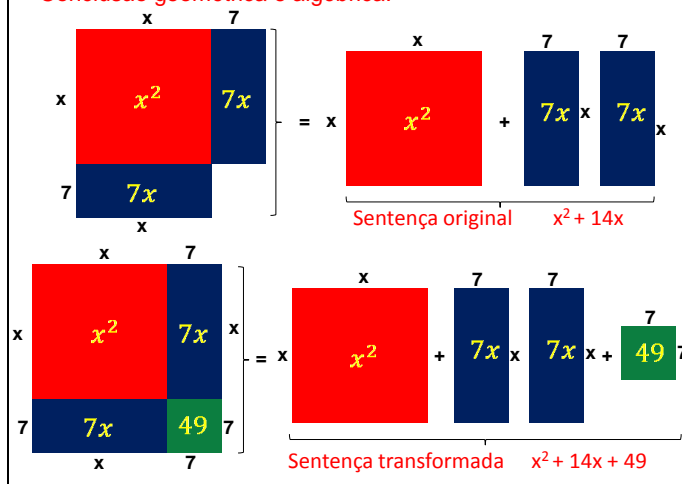 Conclusão geométrica e algébrica:
x 7
x x² 7x
7 7x
x
= x x² + 7 7x x 7 7x x
x
Sentença original x² + 14x
x 7
x x² 7x x
7 7x 49 7
x 7
= x x² + 7 7x x 7 7x x + 7 49 7
x
Sentença transformada x² + 14x + 49